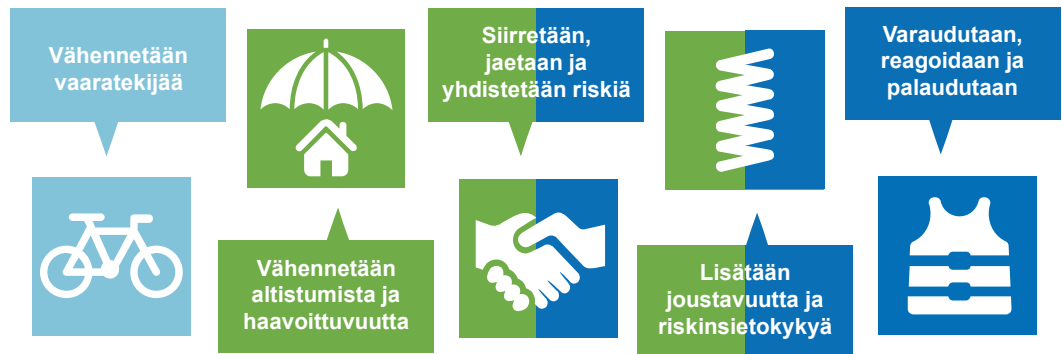 Vähennetään
vaaratekijää
Vähennetään
altistumista ja
haavoittuvuutta
Siirretään,
jaetaan ja
yhdistetään riskiä
Lisätään
joustavuutta ja
riskinsietokykyä
Varaudutaan,
reagoidaan ja
palaudutaan